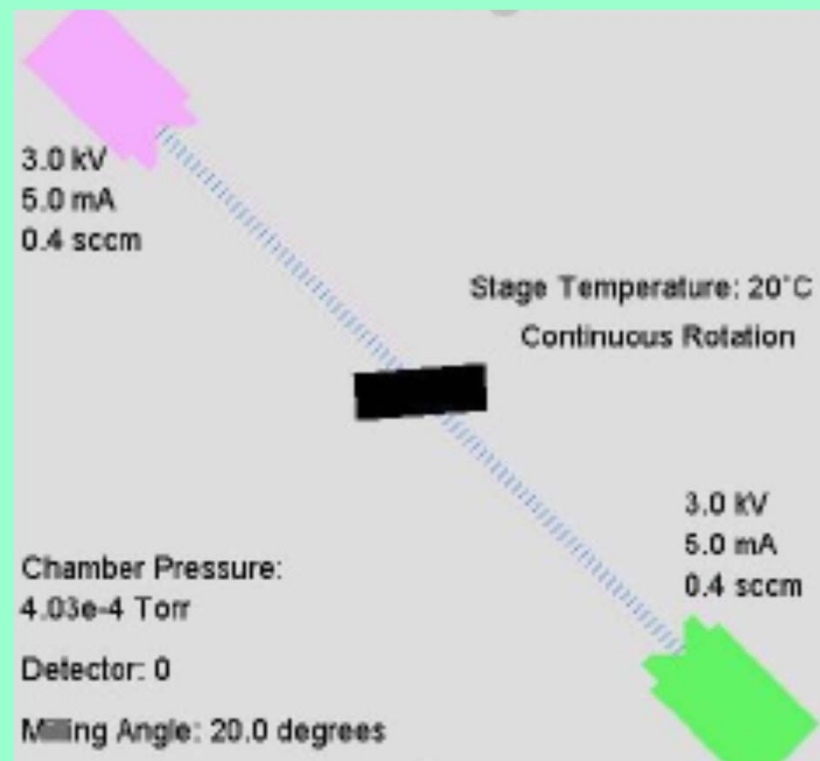 3.0 kV
5.0 mA
0.4 sccm
Stage Temperature: 20°C
Continuous Rotation
3.0 kV
5.0 mA
0.4 sccm
Chamber Pressure:
4.03e-4 Torr
Detector: 0
Milling Angle: 20.0 degrees